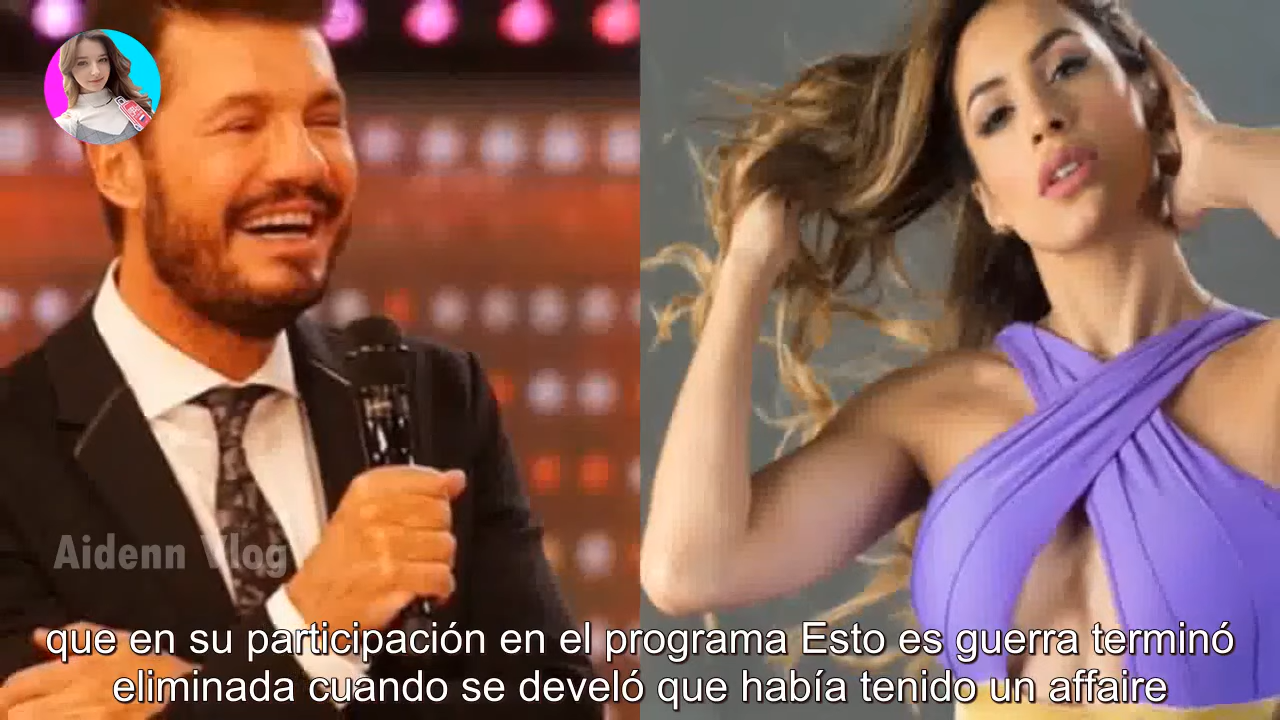 Aidenn Vlog
que en su participación en el programa Esto es guerra terminó
eliminada cuando se develó que había tenido un affaire